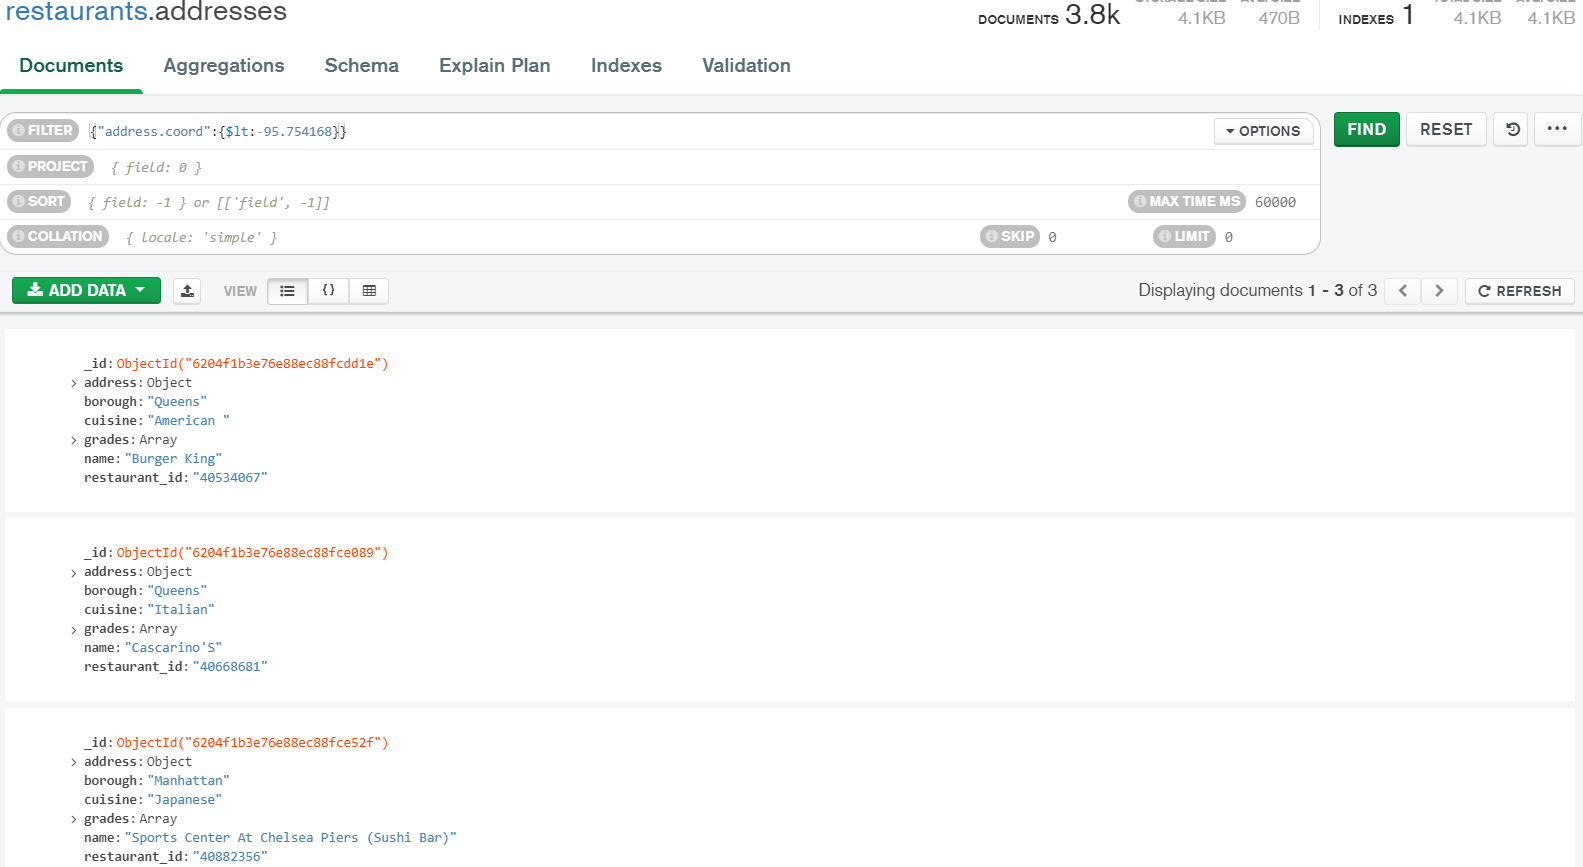 restaurants.addresses
DOCUMENTS 3.8k 4.1KB 470B INDEXES 1 4.1KB 4.1KB
Documents Aggregations Schema Explain Plan Indexes Validation
FILTER {"address.coord":{$lt:-95.754168}} OPTIONS FIND RESET
PROJECT { field: 0 }
SORT { field: -1 } or [['field', -1]] MAX TIME MS 60000
COLLATION { locale: 'simple' } SKIP 0 LIMIT 0
ADD DATA VIEW {} Displaying documents 1 - 3 of 3 REFRESH
_id: ObjectId("6204f1b3e76e88ec88fcdd1e")
address: Object
borough: "Queens"
cuisine: "American "
grades: Array
name: "Burger King"
restaurant_id: "40534067"
_id: ObjectId("6204f1b3e76e88ec88fce089")
address: Object
borough: "Queens"
cuisine: "Italian"
grades: Array
name: "Cascarino'S"
restaurant_id: "40668681"
_id: ObjectId("6204f1b3e76e88ec88fce52f")
address: Object
borough: "Manhattan"
cuisine: "Japanese"
grades: Array
name: "Sports Center At Chelsea Piers (Sushi Bar)"
restaurant_id: "40882356"